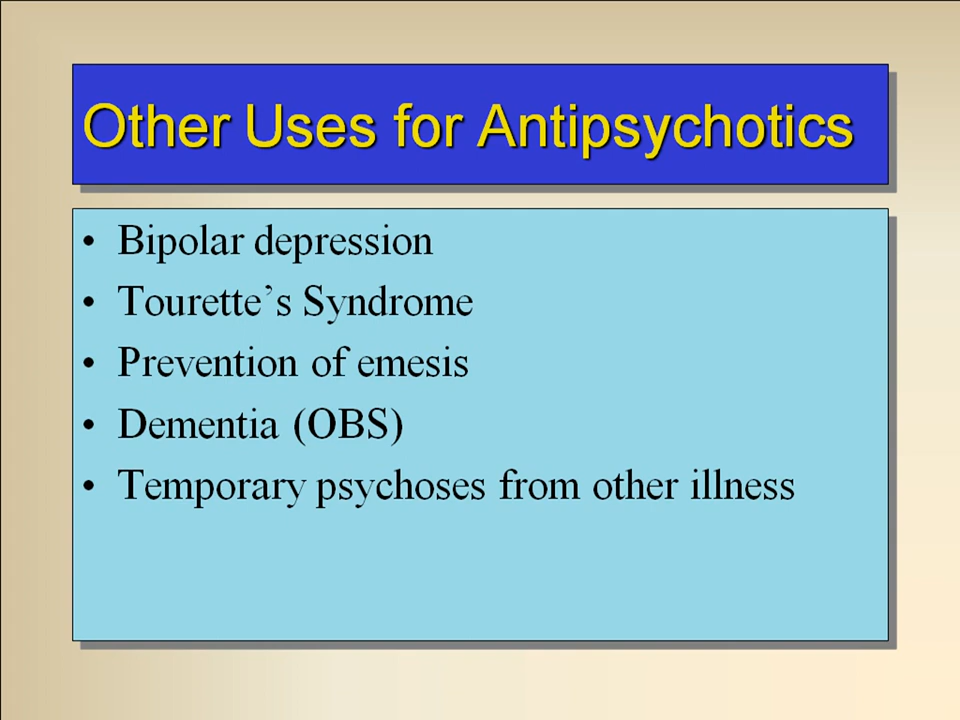 Other Uses for Antipsychotics
• Bipolar depression
• Tourette’s Syndrome
• Prevention of emesis
• Dementia (OBS)
• Temporary psychoses from other illness